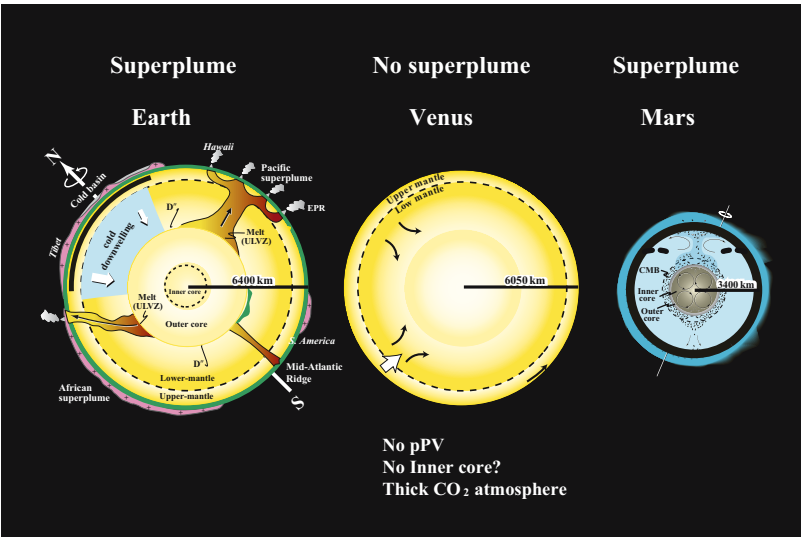 Superplume
No superplume
Superplume
Earth
Venus
Mars
N
Hawaii
Pacific
superplume
Cold basin
EPR
D"
Tibet
cold
downwelling
Melt
(ULVZ)
6400 km
Inner core
Melt
(ULVZ)
Outer core
S. America
D"
Mid-Atlantic
Ridge
Lower-mantle
Upper-mantle
African
superplume
S
Upper mantle
Low mantle
6050 km
CMB
3400 km
Inner
core
Outer
core
No pPV
No Inner core?
Thick CO₂ atmosphere